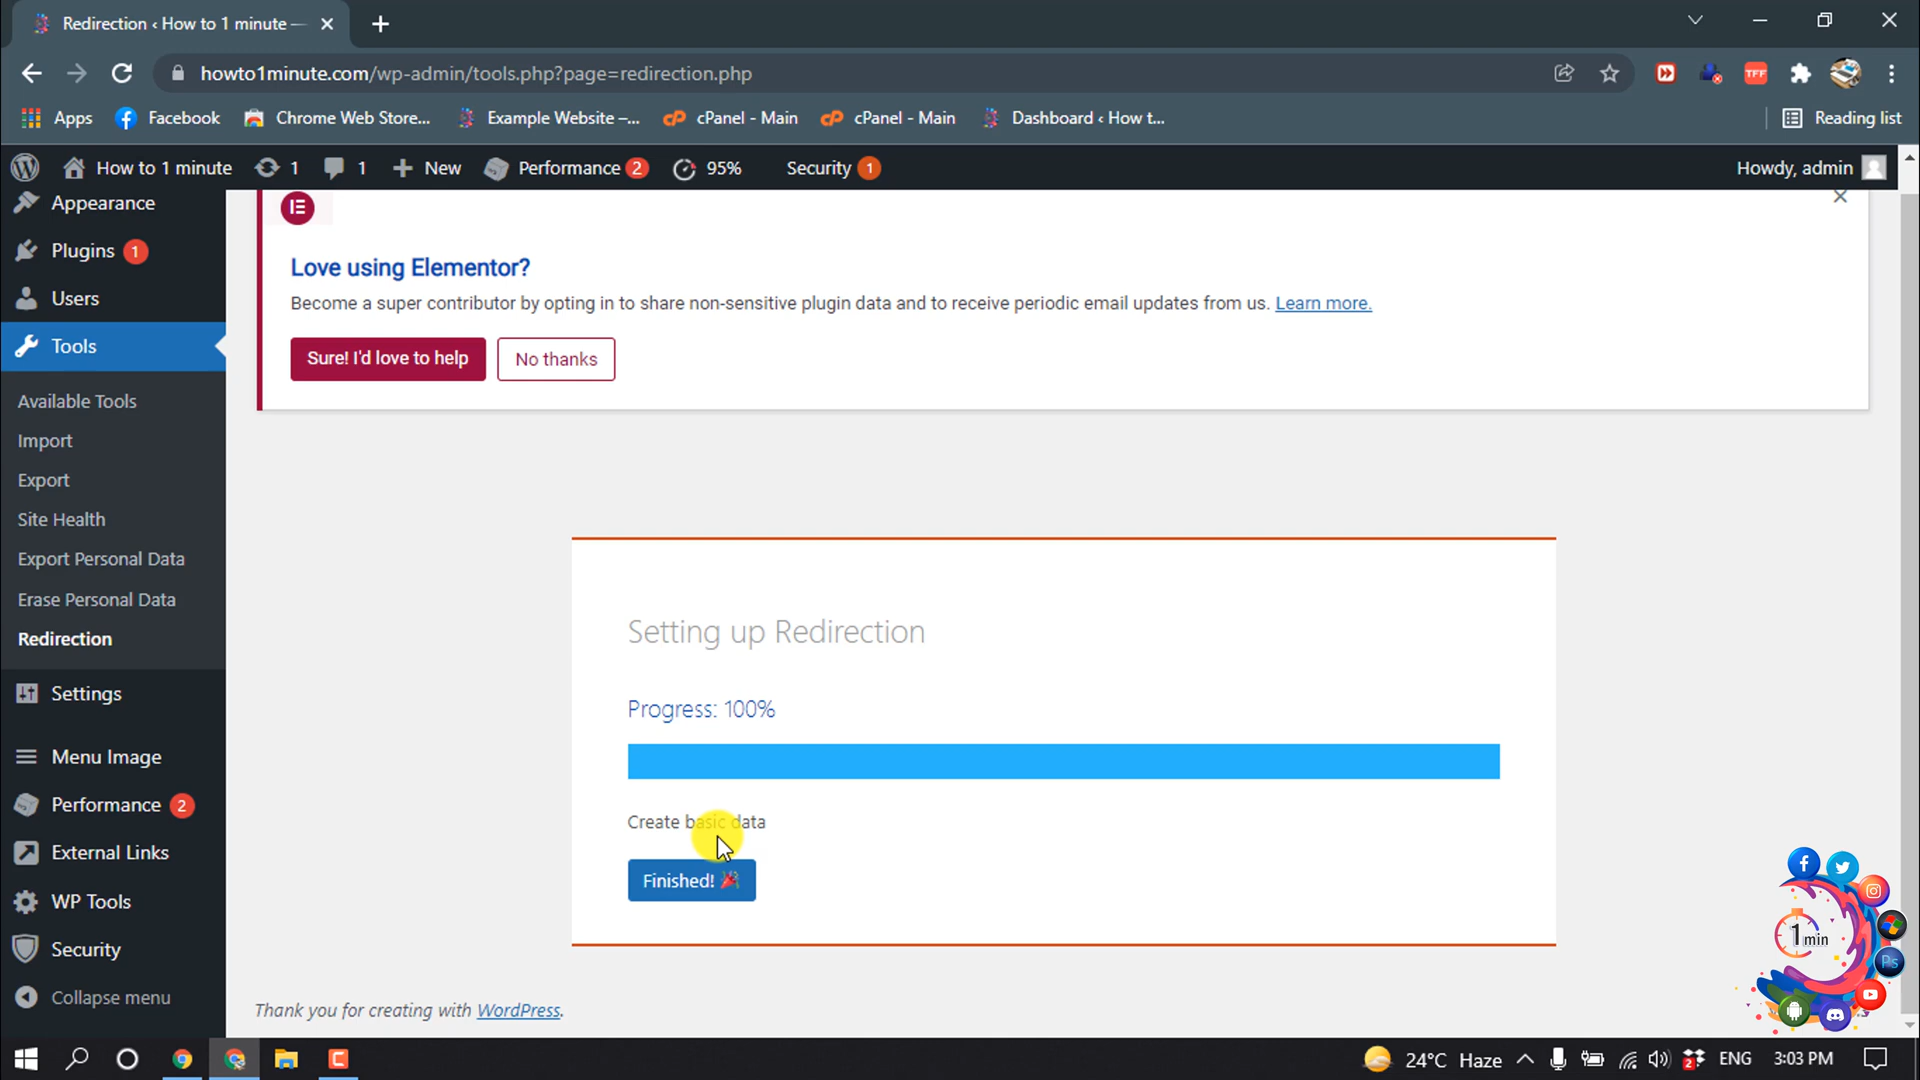 Redirection ‹ How to 1 minute —
howto1minute.com/wp-admin/tools.php?page=redirection.php
TFF
Apps
Facebook
Chrome Web Store...
Example Website –...
cPanel - Main
cPanel - Main
Dashboard ‹ How t...
Reading list
How to 1 minute
1
1
New
Performance 2
95%
Security 1
Howdy, admin
Appearance
Plugins 1
Users
Tools
Available Tools
Import
Export
Site Health
Export Personal Data
Erase Personal Data
Redirection
Settings
Menu Image
Performance 2
External Links
WP Tools
Security
Collapse menu
Love using Elementor?
Become a super contributor by opting in to share non-sensitive plugin data and to receive periodic email updates from us. Learn more.
Sure! I'd love to help
No thanks
Setting up Redirection
Progress: 100%
Create basic data
Finished! 🎉
Thank you for creating with WordPress.
1 min
Ps
24°C Haze
2
ENG
3:03 PM